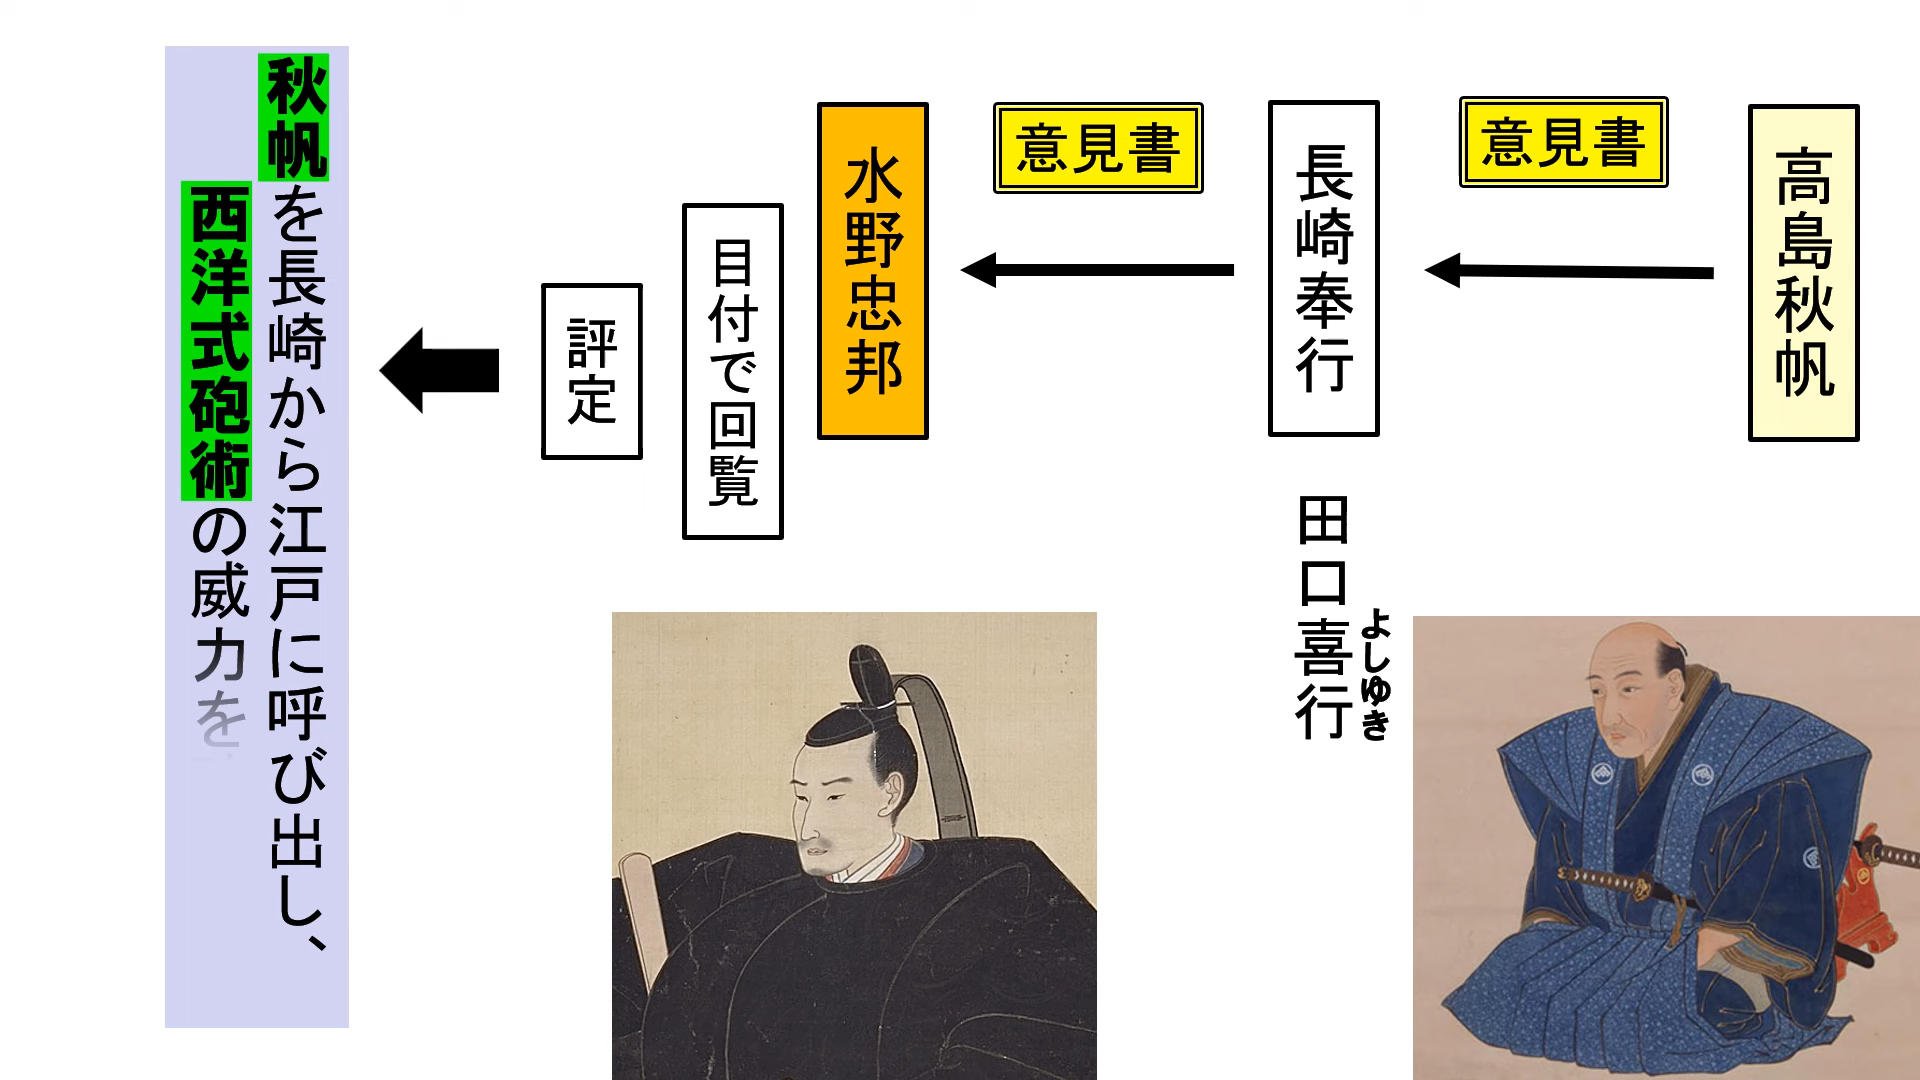 高島秋帆
意見書
長崎奉行
田口喜行
よしゆき
意見書
水野忠邦
目付で回覧
評定
秋帆を長崎から江戸に呼び出し、
西洋式砲術の威力を